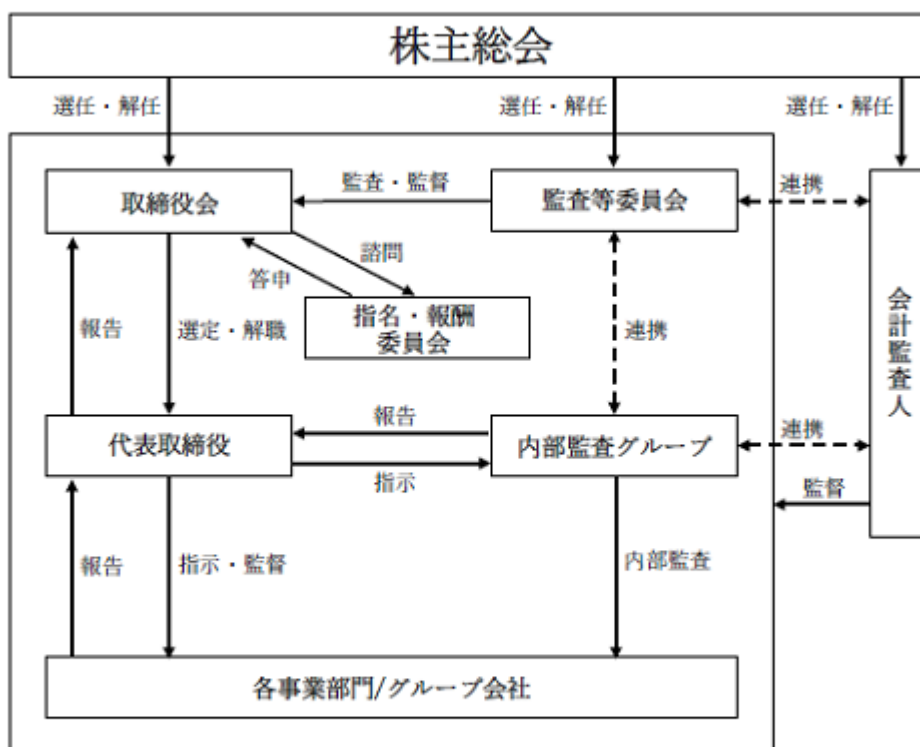 株主総会
選任・解任
選任・解任
選任・解任
取締役会
監査・監督
監査等委員会
連携
諮問
答申
指名・報酬
委員会
会計監査人
報告
選定・解職
連携
代表取締役
報告
指示
内部監査グループ
連携
監督
報告
指示・監督
内部監査
各事業部門/グループ会社